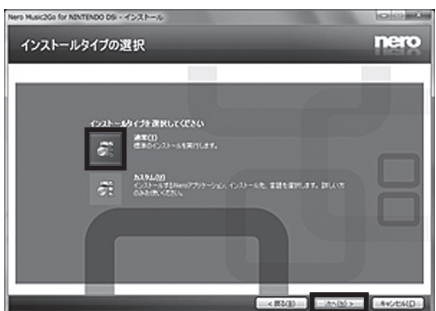 Nero Music2Go for NINTENDO DSi - インストール
インストールタイプの選択
nero
インストールタイプを選択してください
通常(T)
標準のインストールを実行します。
カスタム(U)
インストールするNeroアプリケーション、インストール先、言語を選択します。詳しい方
のみお使いください。
< 戻る(B)
次へ(N) >
キャンセル(C)